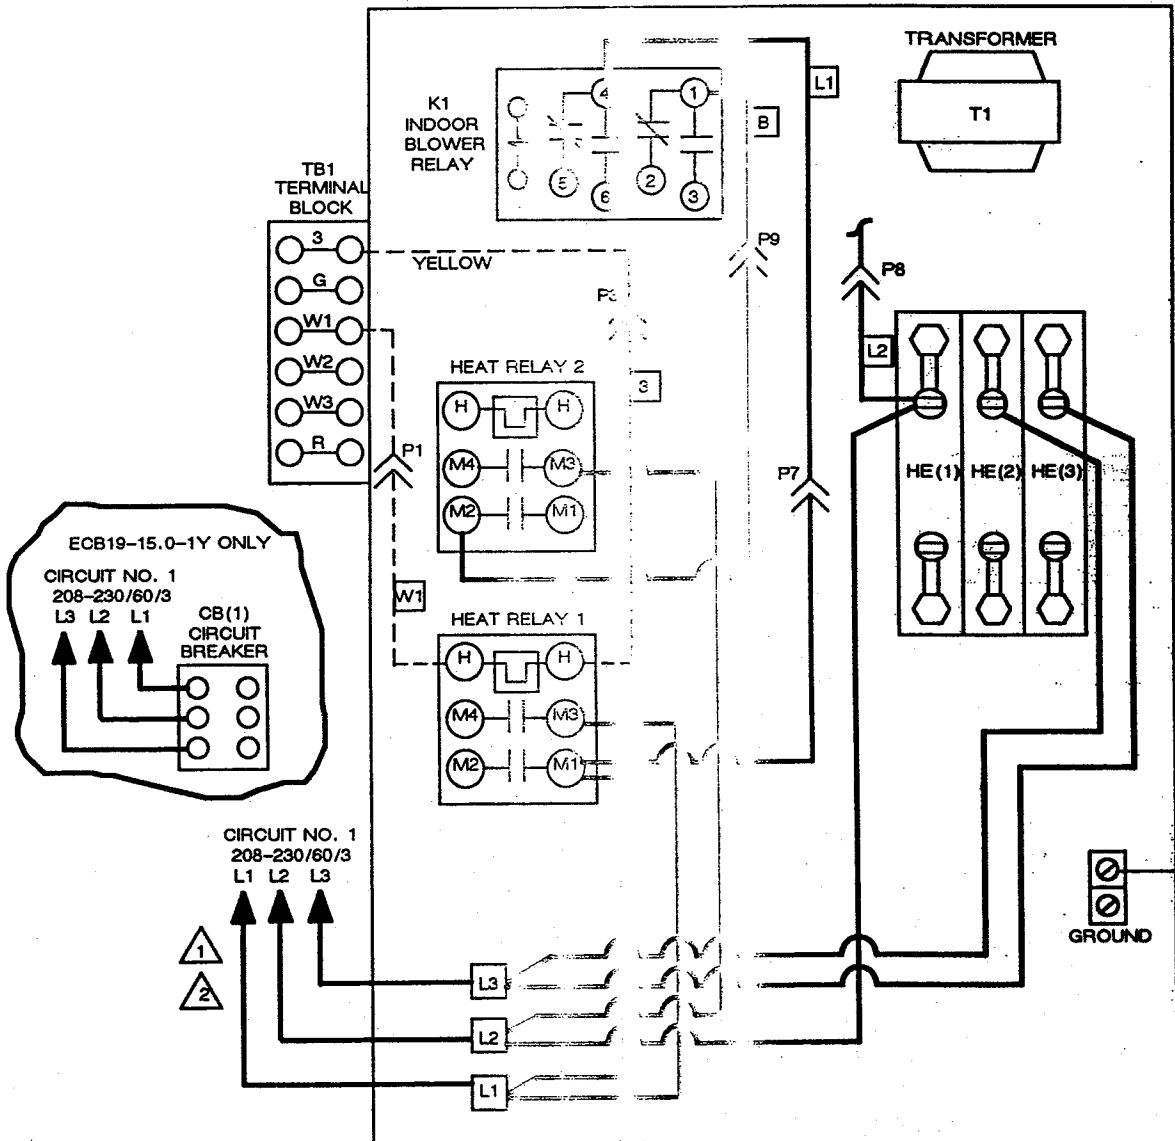 TRANSFORMER
T1
L1
K1
INDOOR
BLOWER
RELAY
4
1
5
6
2
3
B
TB1
TERMINAL
BLOCK
3
G
W1
W2
W3
R
YELLOW
P9
P8
L2
HEAT RELAY 2
3
H
H
M4
M3
M2
M1
P1
P7
HE(1)
HE(2)
HE(3)
ECB19-15.0-1Y ONLY
CIRCUIT NO. 1
208-230/60/3
L3 L2 L1
CB(1)
CIRCUIT
BREAKER
W1
HEAT RELAY 1
H
H
M4
M3
M2
M1
CIRCUIT NO. 1
208-230/60/3
L1 L2 L3
1
2
GROUND
L3
L2
L1